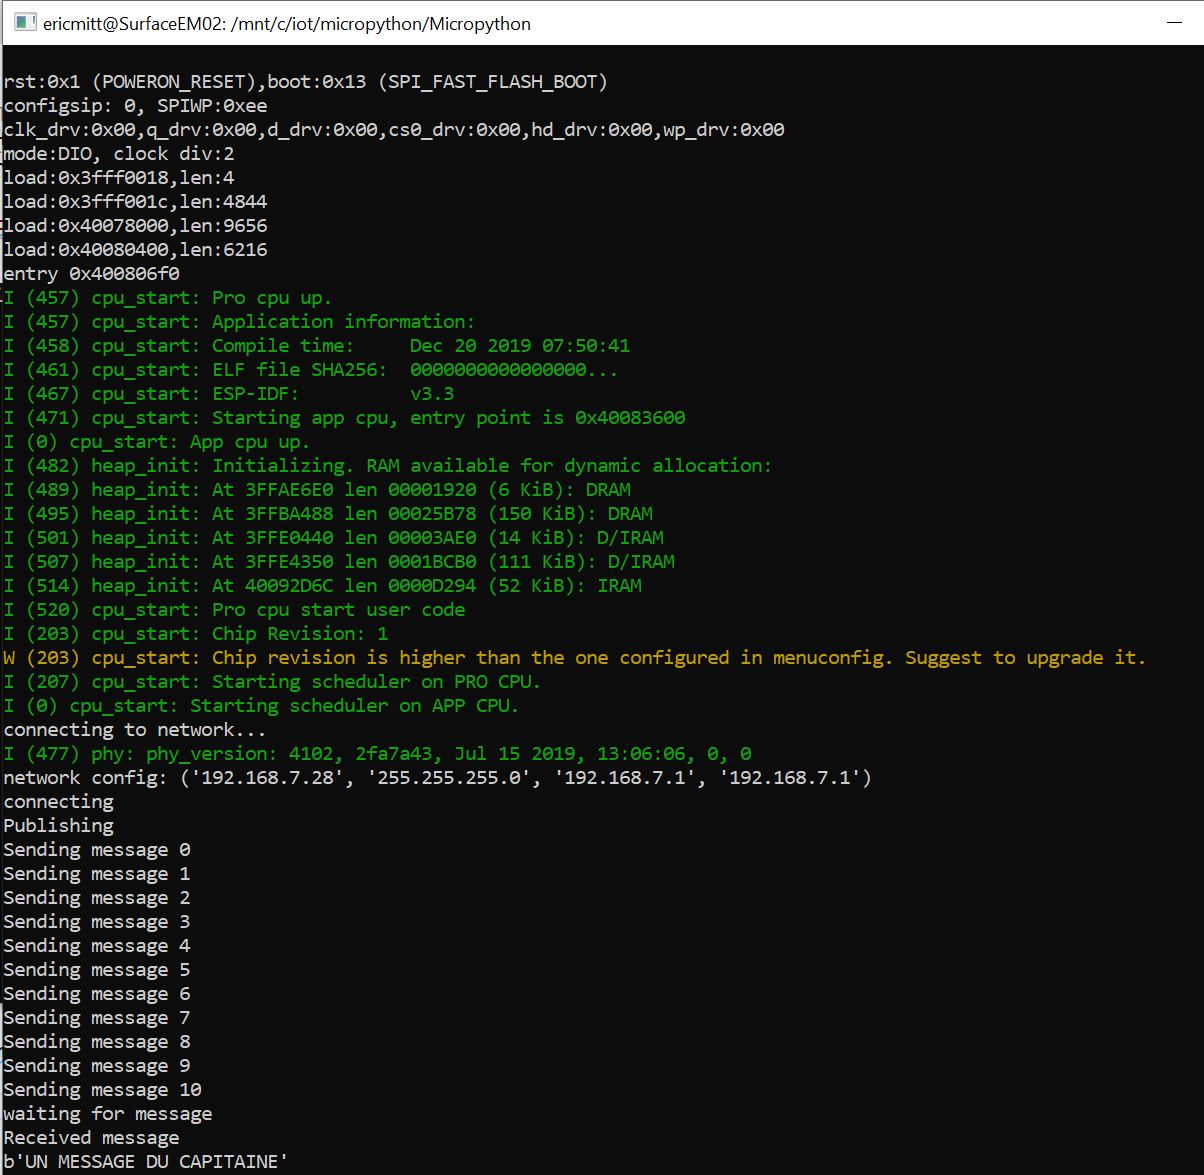 ericmitt@SurfaceEM02: /mnt/c/iot/micropython/Micropython
rst:0x1 (POWERON_RESET),boot:0x13 (SPI_FAST_FLASH_BOOT)
configsip: 0, SPIWP:0xee
clk_drv:0x00,q_drv:0x00,d_drv:0x00,cs0_drv:0x00,hd_drv:0x00,wp_drv:0x00
mode:DIO, clock div:2
load:0x3fff0018,len:4
load:0x3fff001c,len:4844
load:0x40078000,len:9656
load:0x40080400,len:6216
entry 0x400806f0
I (457) cpu_start: Pro cpu up.
I (457) cpu_start: Application information:
I (458) cpu_start: Compile time:     Dec 20 2019 07:50:41
I (461) cpu_start: ELF file SHA256:  0000000000000000...
I (467) cpu_start: ESP-IDF:          v3.3
I (471) cpu_start: Starting app cpu, entry point is 0x40083600
I (0) cpu_start: App cpu up.
I (482) heap_init: Initializing. RAM available for dynamic allocation:
I (489) heap_init: At 3FFAE6E0 len 00001920 (6 KiB): DRAM
I (495) heap_init: At 3FFBA488 len 00025B78 (150 KiB): DRAM
I (501) heap_init: At 3FFE0440 len 00003AE0 (14 KiB): D/IRAM
I (507) heap_init: At 3FFE4350 len 0001BCB0 (111 KiB): D/IRAM
I (514) heap_init: At 40092D6C len 0000D294 (52 KiB): IRAM
I (520) cpu_start: Pro cpu start user code
I (203) cpu_start: Chip Revision: 1
W (203) cpu_start: Chip revision is higher than the one configured in menuconfig. Suggest to upgrade it.
I (207) cpu_start: Starting scheduler on PRO CPU.
I (0) cpu_start: Starting scheduler on APP CPU.
connecting to network...
I (477) phy: phy_version: 4102, 2fa7a43, Jul 15 2019, 13:06:06, 0, 0
network config: ('192.168.7.28', '255.255.255.0', '192.168.7.1', '192.168.7.1')
connecting
Publishing
Sending message 0
Sending message 1
Sending message 2
Sending message 3
Sending message 4
Sending message 5
Sending message 6
Sending message 7
Sending message 8
Sending message 9
Sending message 10
waiting for message
Received message
b'UN MESSAGE DU CAPITAINE'